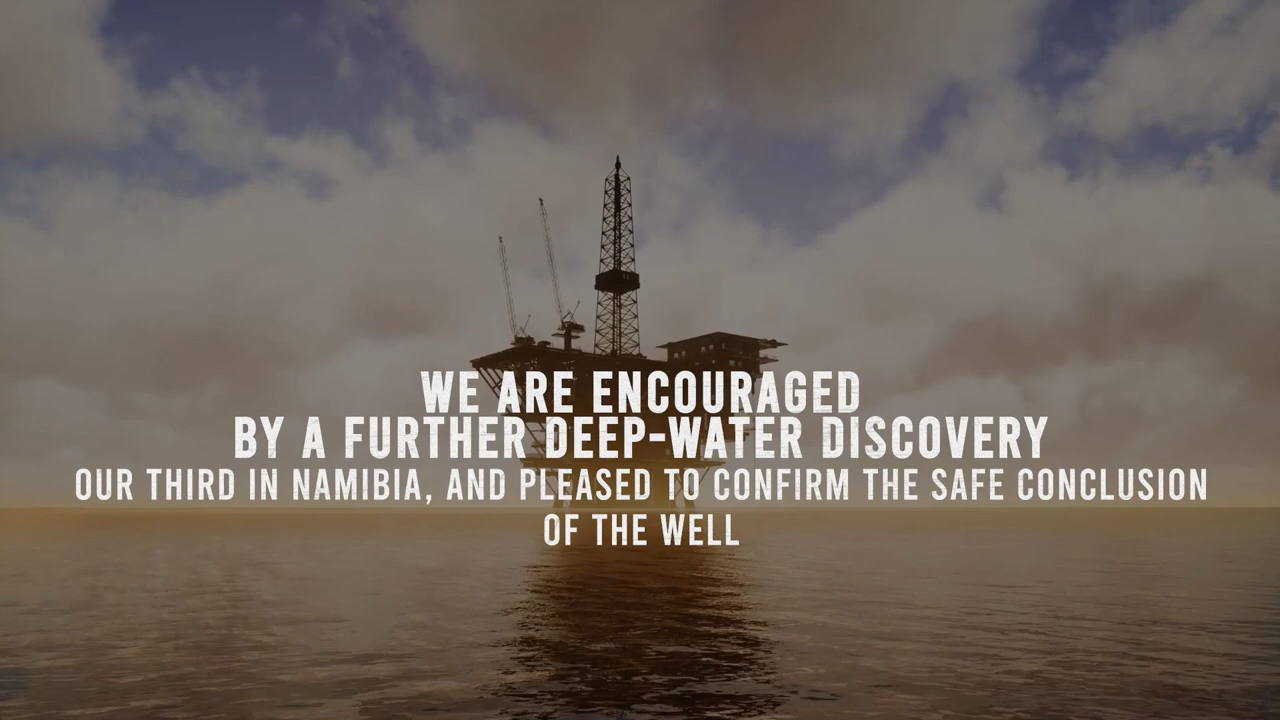 WE ARE ENCOURAGED
BY A FURTHER DEEP-WATER DISCOVERY
OUR THIRD IN NAMIBIA, AND PLEASED TO CONFIRM THE SAFE CONCLUSION
OF THE WELL